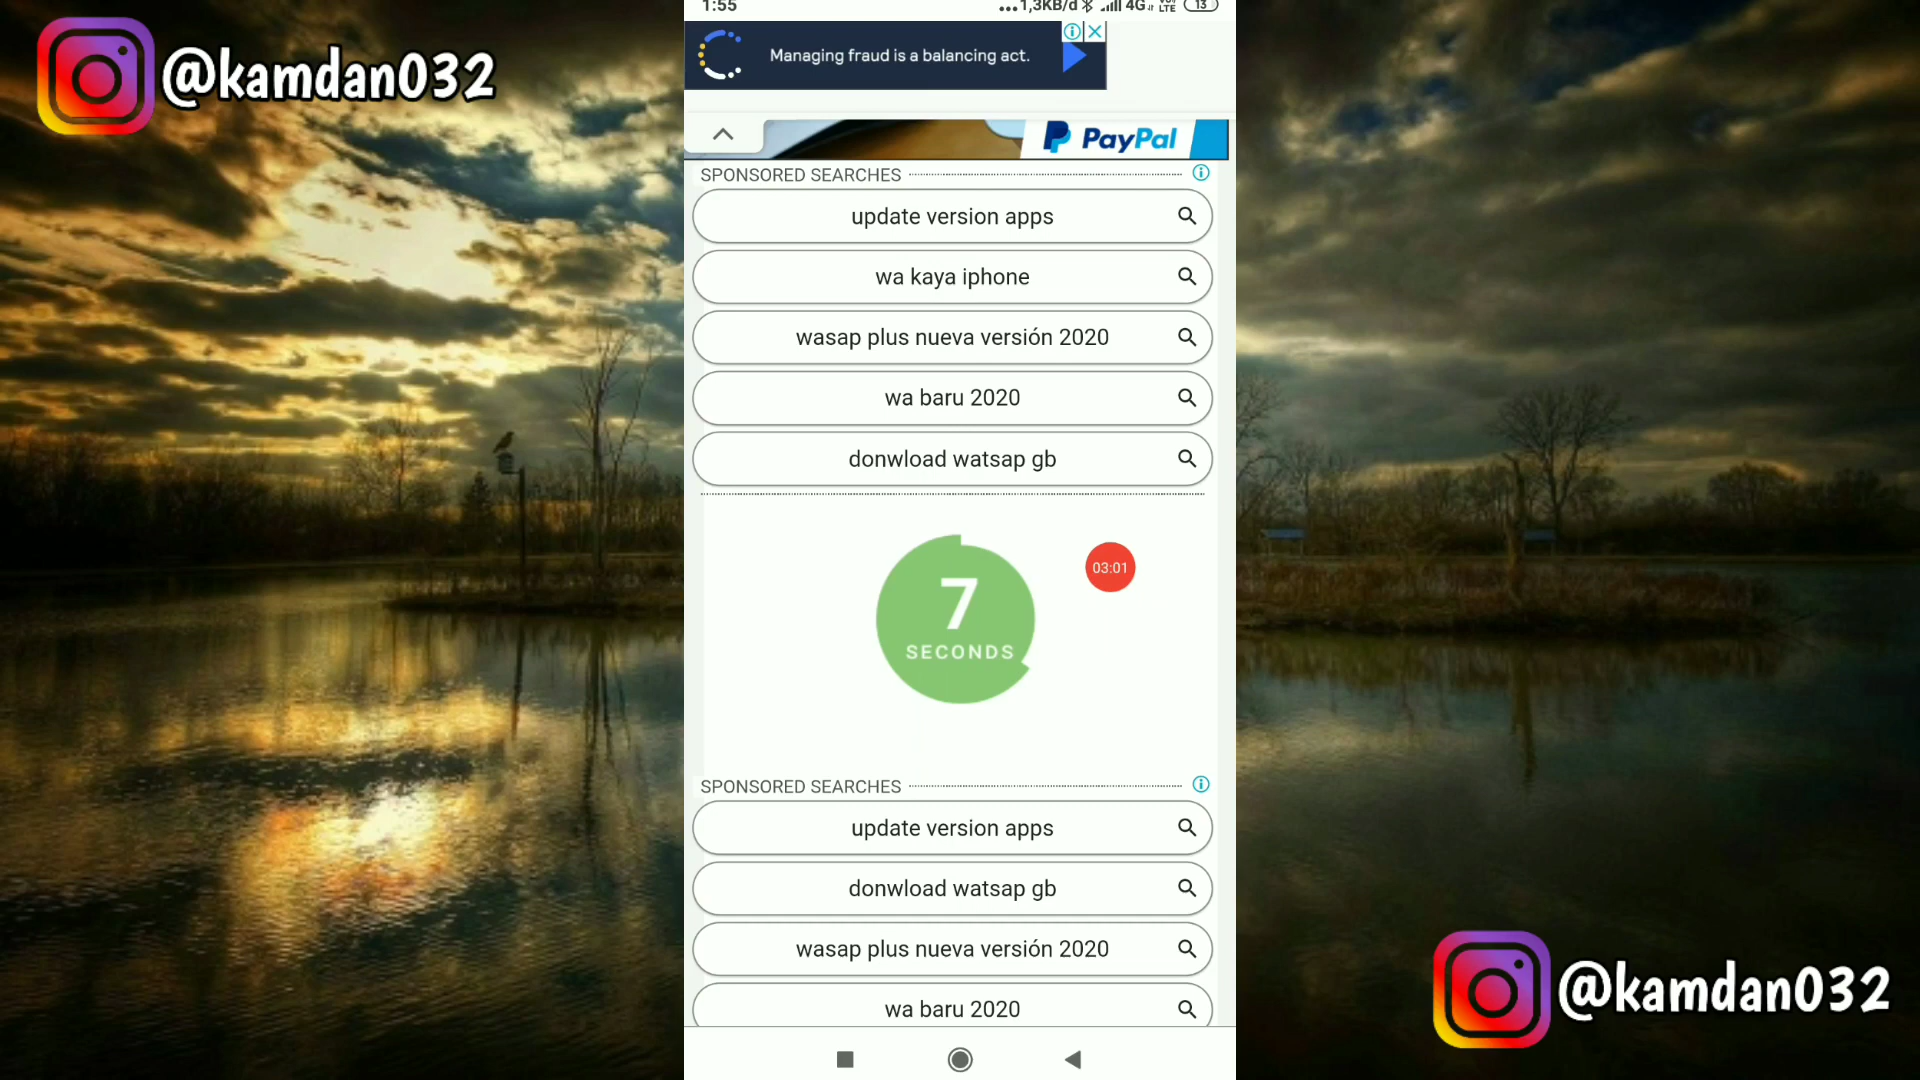 @kamdan032
1:55
...1,3KB/d 4G VoLTE 13
Managing fraud is a balancing act.
PayPal
SPONSORED SEARCHES
update version apps
wa kaya iphone
wasap plus nueva versión 2020
wa baru 2020
donwload watsap gb
7
SECONDS
03:01
SPONSORED SEARCHES
update version apps
donwload watsap gb
wasap plus nueva versión 2020
wa baru 2020
@kamdan032